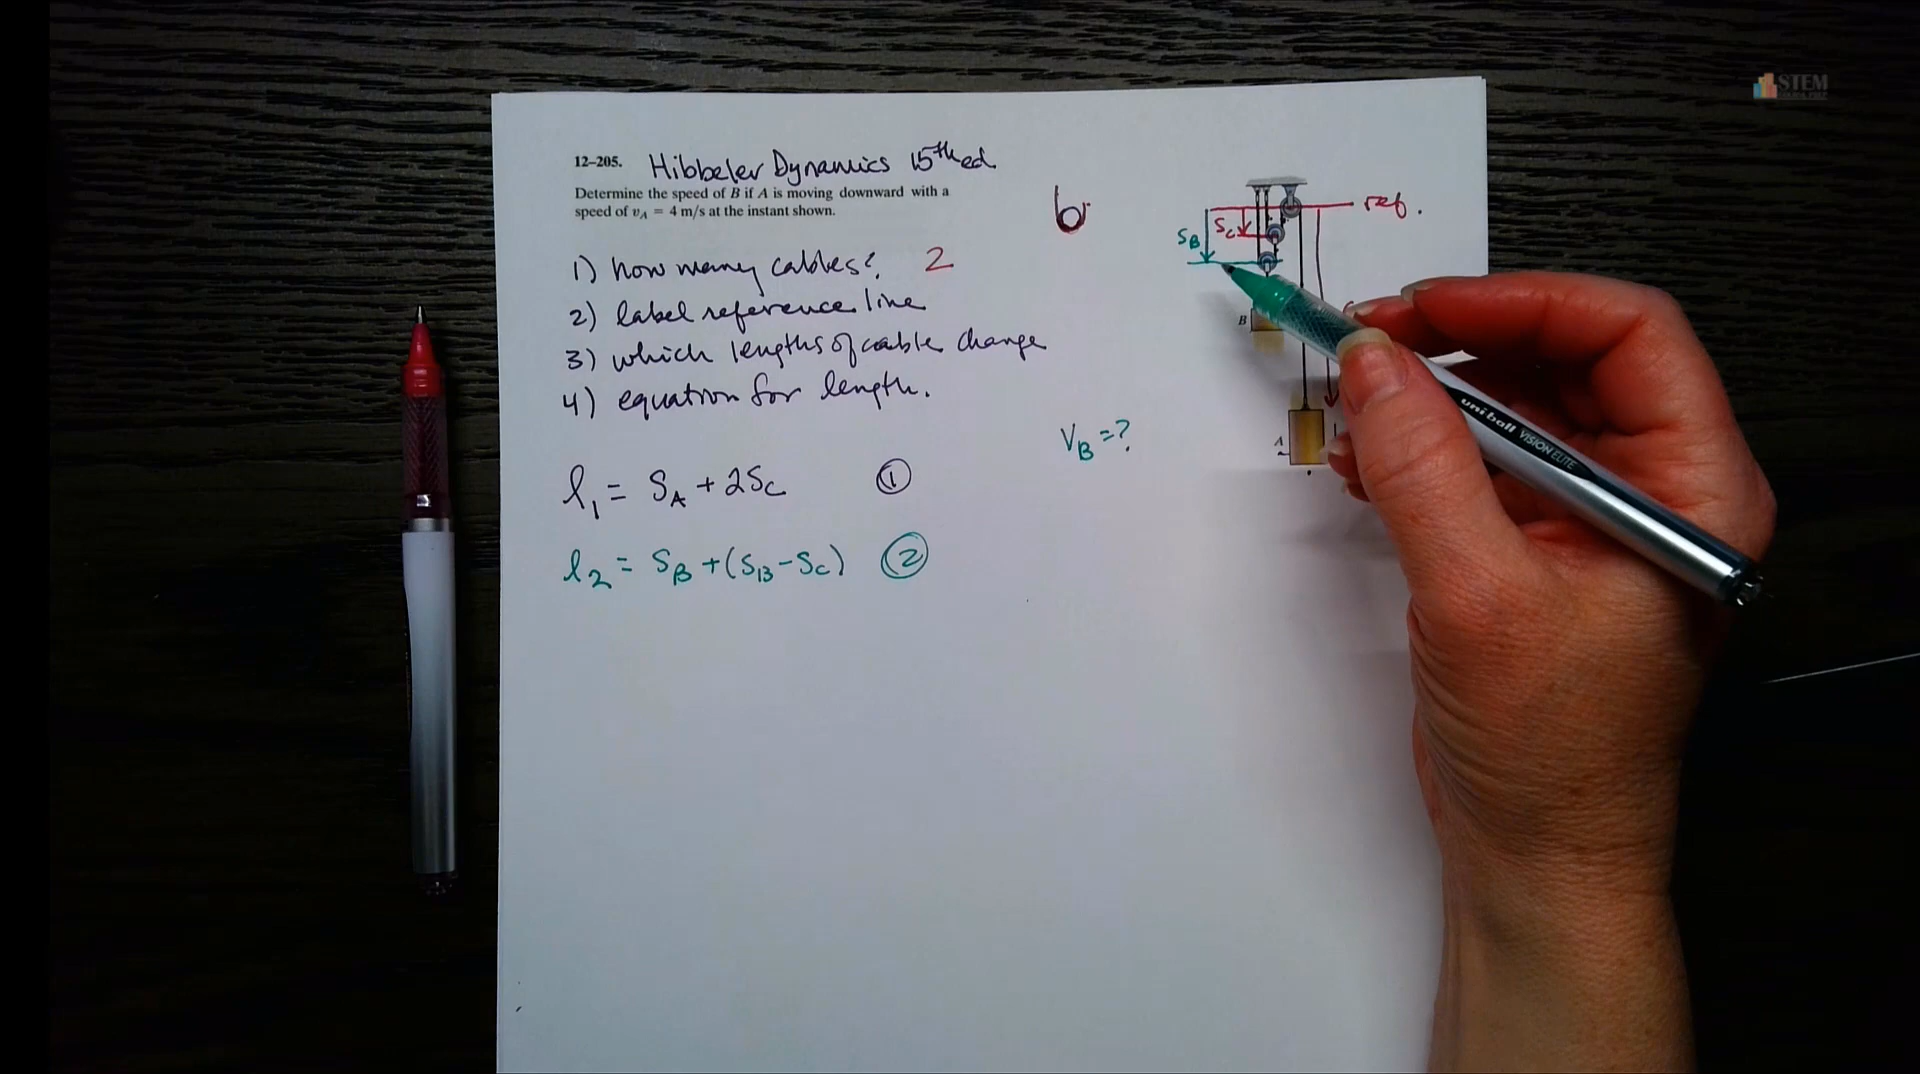 STEM
12–205. Hibbeler Dynamics 15th ed
Determine the speed of B if A is moving downward with a
speed of vA = 4 m/s at the instant shown.
1) how many cables? 2
2) label reference line
3) which lengths of cable change
4) equation for length.
l1 = SA + 2SC ①
l2 = SB + (SB - SC) ②
ref.
SB
SC
B
VB = ?
A
uni-ball VISION ELITE